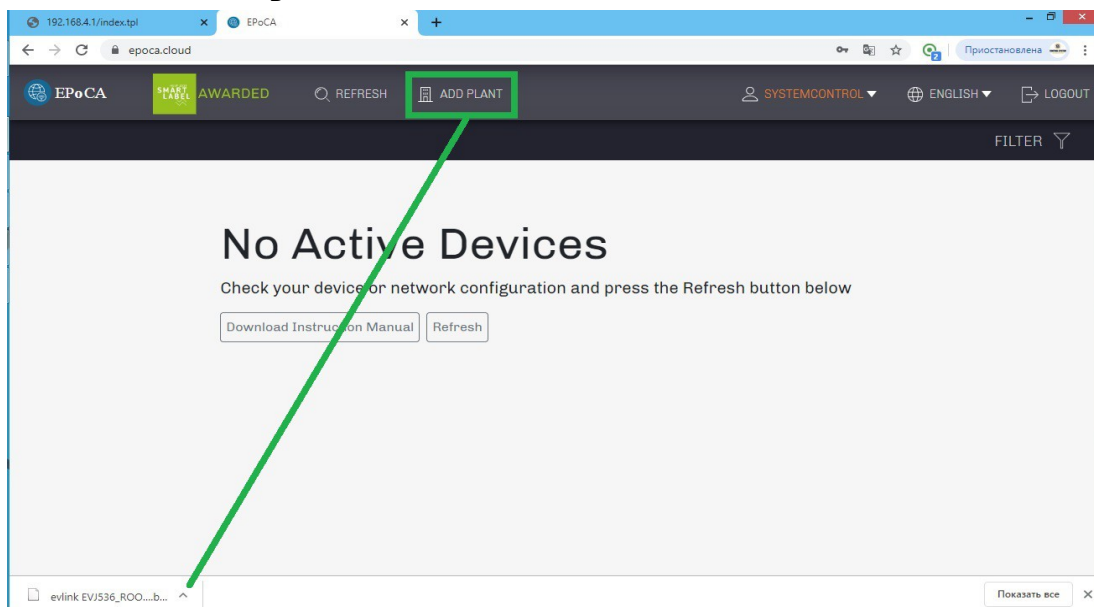 192.168.4.1/index.tpl EPoCA
epoca.cloud Приостановлена
EPoCA SMART LABEL AWARDED REFRESH ADD PLANT SYSTEMCONTROL ENGLISH LOGOUT
FILTER
No Active Devices
Check your device or network configuration and press the Refresh button below
Download Instruction Manual Refresh
evlink EVJ536_ROO....b... Показать все